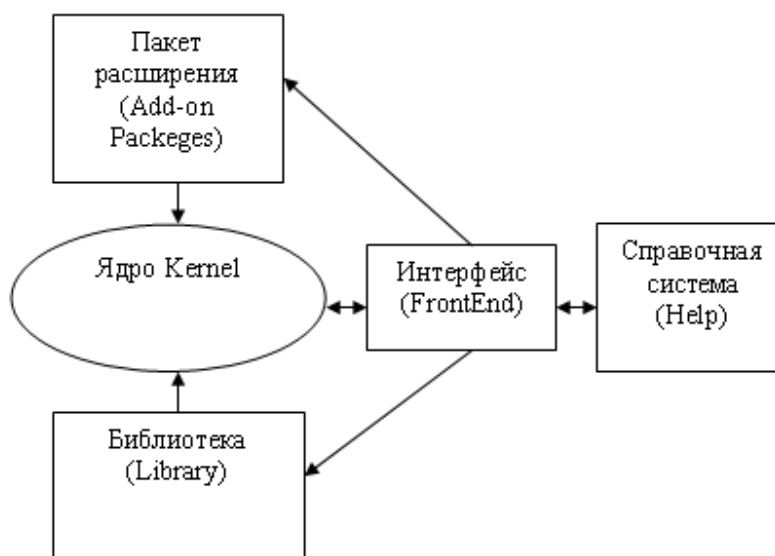 Пакет
расширения
(Add-on
Packeges)
Ядро Kernel
Интерфейс
(FrontEnd)
Справочная
система
(Help)
Библиотека
(Library)